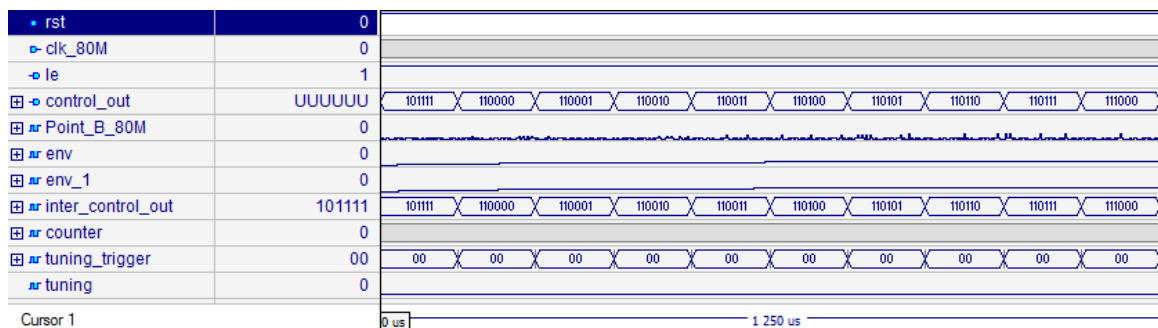 rst 0
clk_80M 0
le 1
control_out UUUUUU 101111 110000 110001 110010 110011 110100 110101 110110 110111 111000
Point_B_80M 0
env 0
env_1 0
inter_control_out 101111 101111 110000 110001 110010 110011 110100 110101 110110 110111 111000
counter 0
tuning_trigger 00 00 00 00 00 00 00 00 00 00 00
tuning 0
Cursor 1 0 us 1 250 us